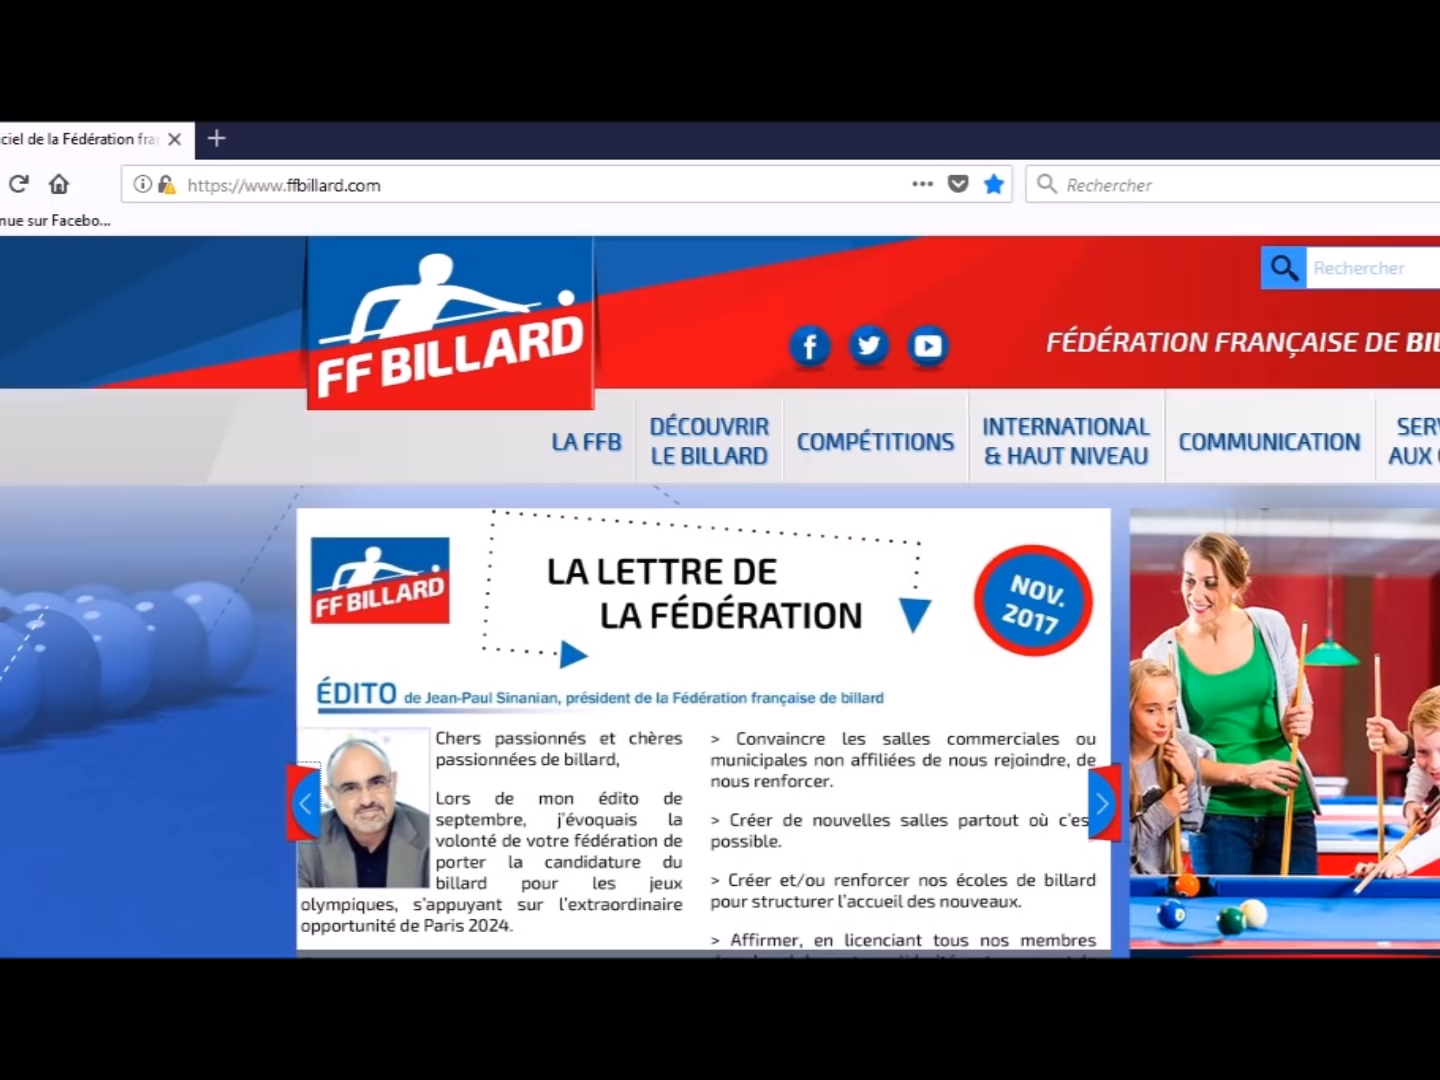 ciel de la Fédération fra
https://www.ffbillard.com
Rechercher
nue sur Facebo...
Rechercher
FF BILLARD
FÉDÉRATION FRANÇAISE DE
LA FFB
DÉCOUVRIR
LE BILLARD
COMPÉTITIONS
INTERNATIONAL
& HAUT NIVEAU
COMMUNICATION
AUX
FF BILLARD
LA LETTRE DE
LA FÉDÉRATION
NOV.
2017
ÉDITO de Jean-Paul Sinanian, président de la Fédération française de billard
Chers passionnés et chères
passionnées de billard,
Lors de mon édito de
septembre, j'évoquais la
volonté de votre fédération de
porter la candidature du
billard pour les jeux
olympiques, s'appuyant sur l'extraordinaire
opportunité de Paris 2024.
> Convaincre les salles commerciales ou
municipales non affiliées de nous rejoindre, de
nous renforcer.
> Créer de nouvelles salles partout où c'es
possible.
> Créer et/ou renforcer nos écoles de billard
pour structurer l'accueil des nouveaux.
> Affirmer, en licenciant tous nos membres